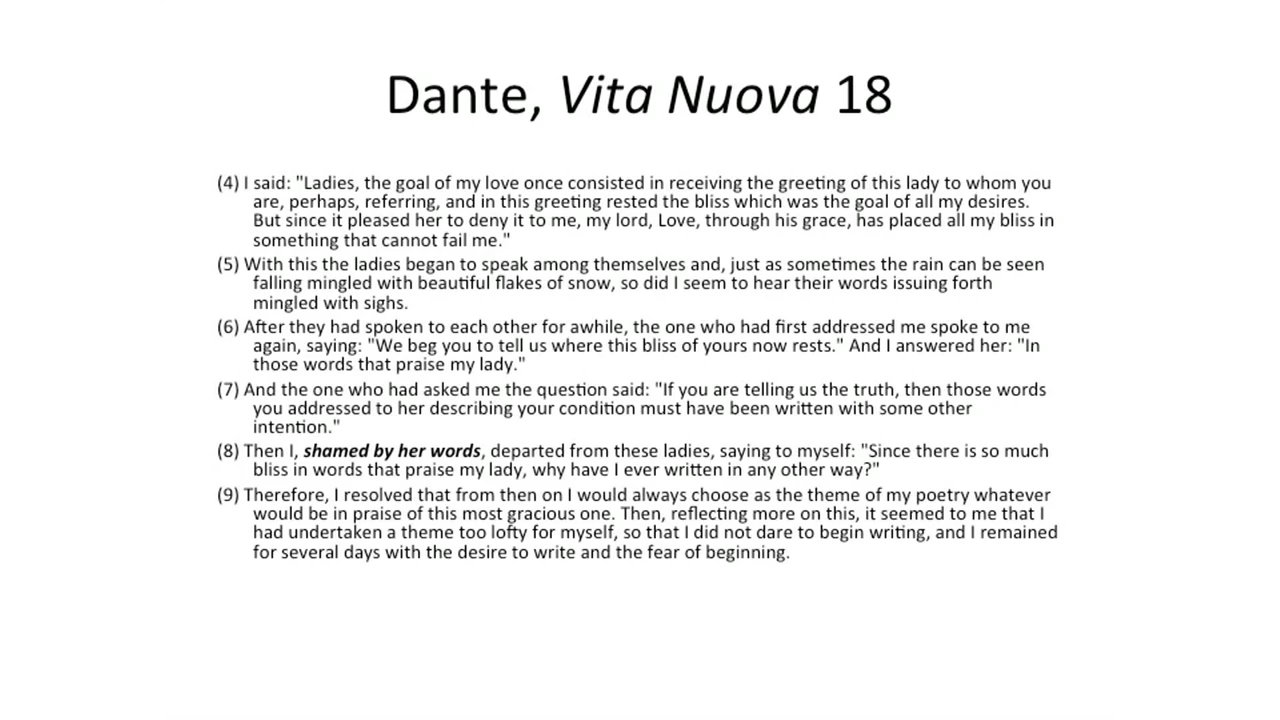 Dante, Vita Nuova 18
(4) I said: "Ladies, the goal of my love once consisted in receiving the greeting of this lady to whom you
are, perhaps, referring, and in this greeting rested the bliss which was the goal of all my desires.
But since it pleased her to deny it to me, my lord, Love, through his grace, has placed all my bliss in
something that cannot fail me."
(5) With this the ladies began to speak among themselves and, just as sometimes the rain can be seen
falling mingled with beautiful flakes of snow, so did I seem to hear their words issuing forth
mingled with sighs.
(6) After they had spoken to each other for awhile, the one who had first addressed me spoke to me
again, saying: "We beg you to tell us where this bliss of yours now rests." And I answered her: "In
those words that praise my lady."
(7) And the one who had asked me the question said: "If you are telling us the truth, then those words
you addressed to her describing your condition must have been written with some other
intention."
(8) Then I, shamed by her words, departed from these ladies, saying to myself: "Since there is so much
bliss in words that praise my lady, why have I ever written in any other way?"
(9) Therefore, I resolved that from then on I would always choose as the theme of my poetry whatever
would be in praise of this most gracious one. Then, reflecting more on this, it seemed to me that I
had undertaken a theme too lofty for myself, so that I did not dare to begin writing, and I remained
for several days with the desire to write and the fear of beginning.